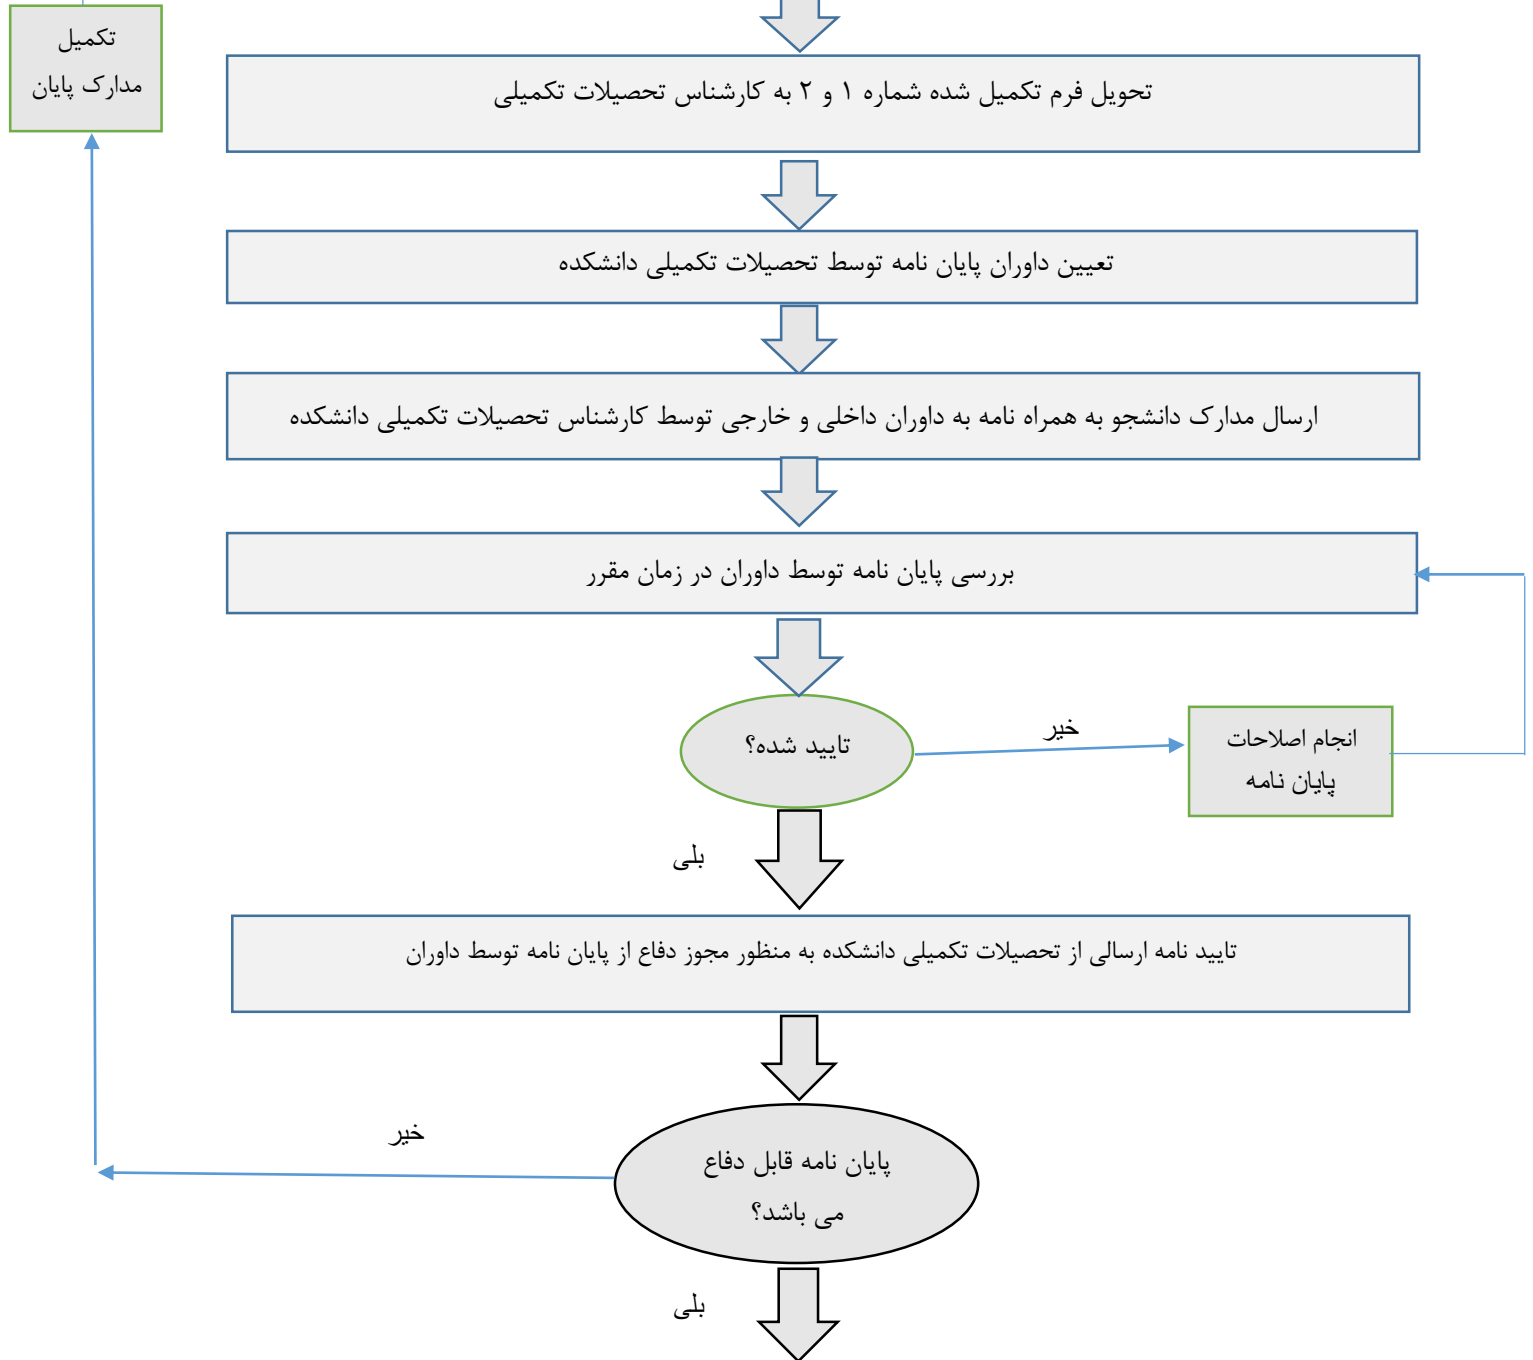 تکمیل
مدارک پایان
تحویل فرم تکمیل شده شماره ۱ و ۲ به کارشناس تحصیلات تکمیلی
تعیین داوران پایان نامه توسط تحصیلات تکمیلی دانشکده
ارسال مدارک دانشجو به همراه نامه به داوران داخلی و خارجی توسط کارشناس تحصیلات تکمیلی دانشکده
بررسی پایان نامه توسط داوران در زمان مقرر
تایید شده؟
خیر
انجام اصلاحات
پایان نامه
بلی
تایید نامه ارسالی از تحصیلات تکمیلی دانشکده به منظور مجوز دفاع از پایان نامه توسط داوران
خیر
پایان نامه قابل دفاع
می باشد؟
بلی